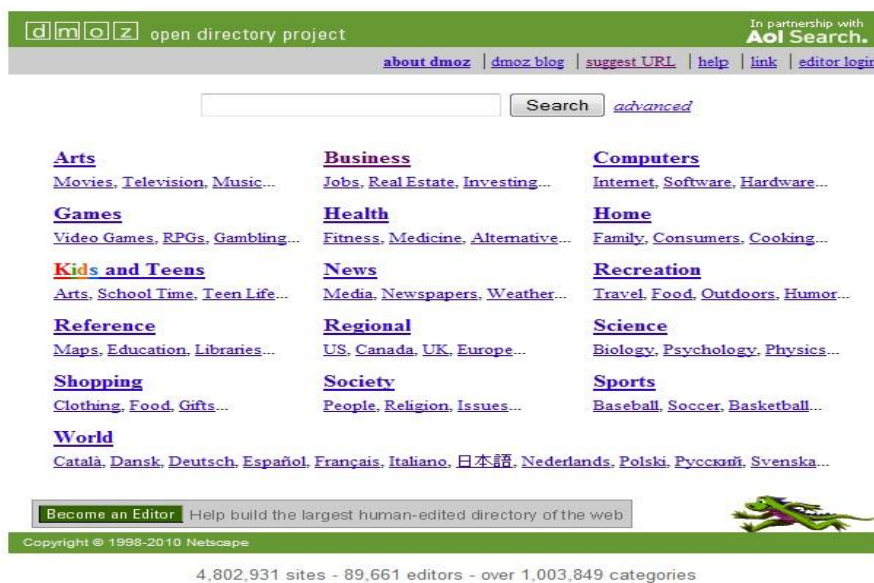 dmoz open directory project
In partnership with
Aol Search.
about dmoz | dmoz blog | suggest URL | help | link | editor login
Search advanced
Arts
Movies, Television, Music...
Business
Jobs, Real Estate, Investing...
Computers
Internet, Software, Hardware...
Games
Video Games, RPGs, Gambling...
Health
Fitness, Medicine, Alternative...
Home
Family, Consumers, Cooking...
Kids and Teens
Arts, School Time, Teen Life...
News
Media, Newspapers, Weather...
Recreation
Travel, Food, Outdoors, Humor...
Reference
Maps, Education, Libraries...
Regional
US, Canada, UK, Europe...
Science
Biology, Psychology, Physics...
Shopping
Clothing, Food, Gifts...
Society
People, Religion, Issues...
Sports
Baseball, Soccer, Basketball...
World
Català, Dansk, Deutsch, Español, Français, Italiano, 日本語, Nederlands, Polski, Русский, Svenska...
Become an Editor Help build the largest human-edited directory of the web
Copyright © 1998-2010 Netscape
4,802,931 sites - 89,661 editors - over 1,003,849 categories